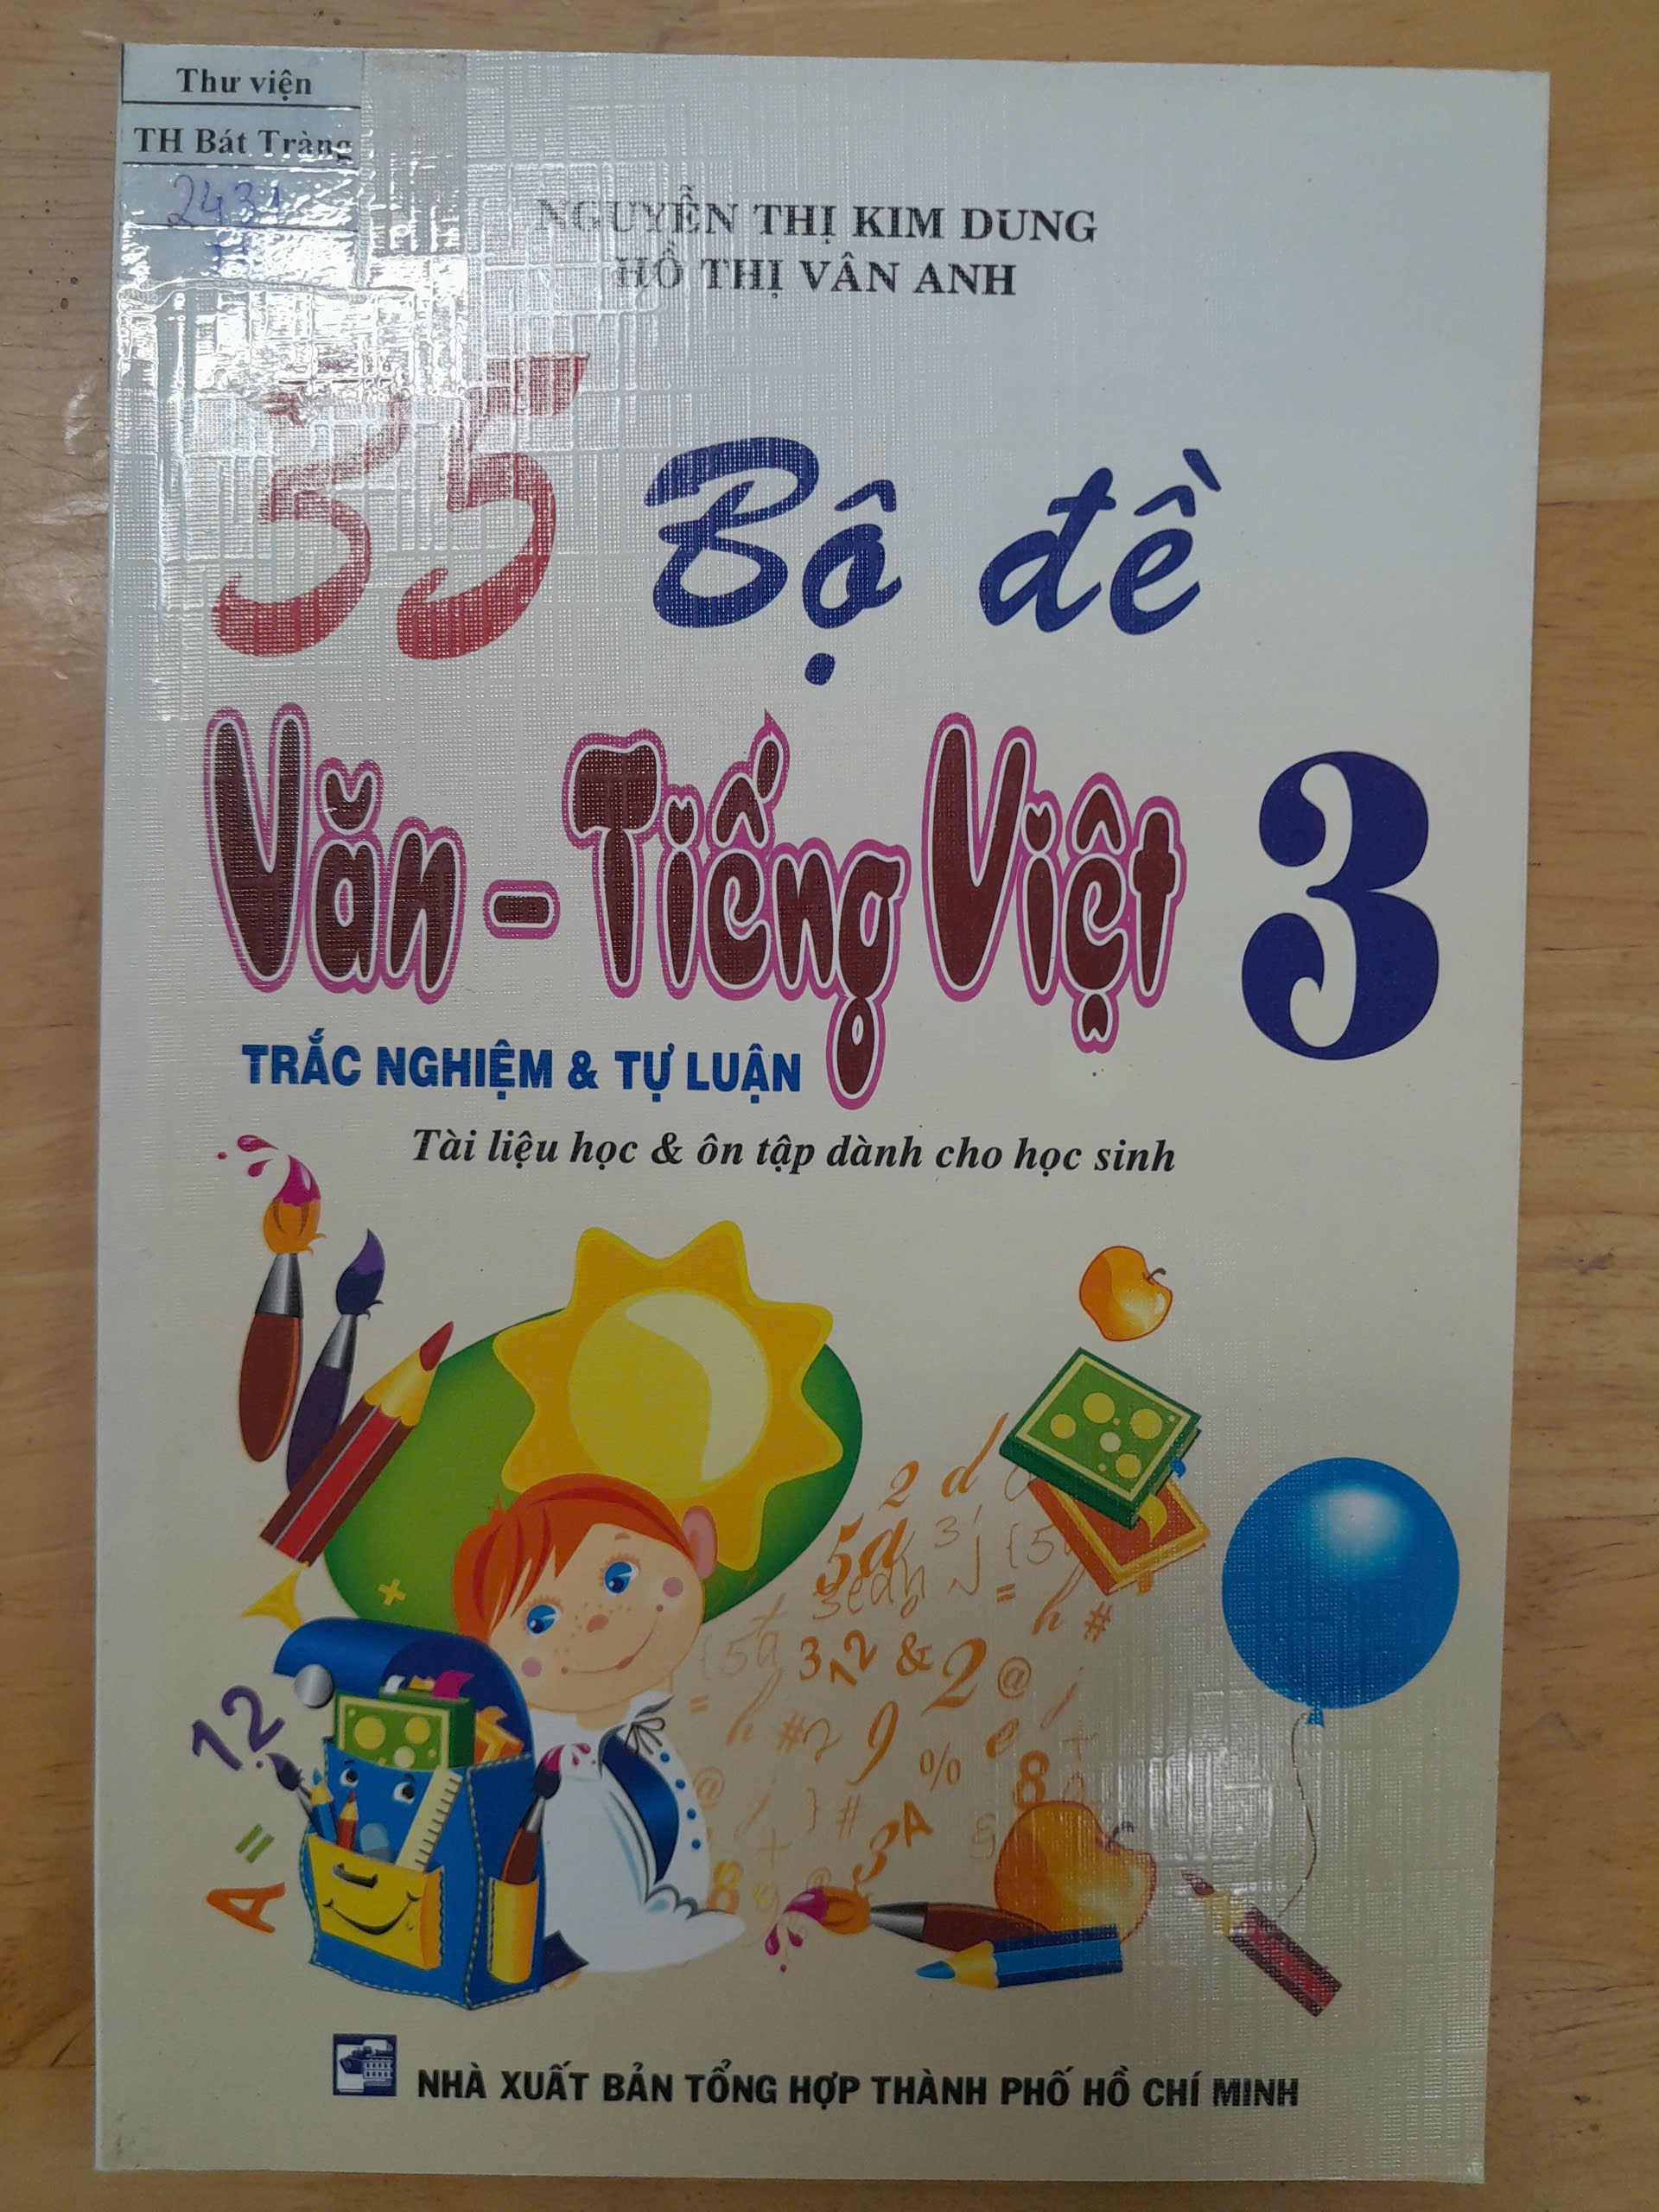 Thư viện
TH Bát Tràng
2431
NGUYỄN THỊ KIM DUNG
HỒ THỊ VÂN ANH
35 Bộ đề
Văn - Tiếng Việt 3
TRẮC NGHIỆM & TỰ LUẬN
Tài liệu học & ôn tập dành cho học sinh
12
=
A
NHÀ XUẤT BẢN TỔNG HỢP THÀNH PHỐ HỒ CHÍ MINH